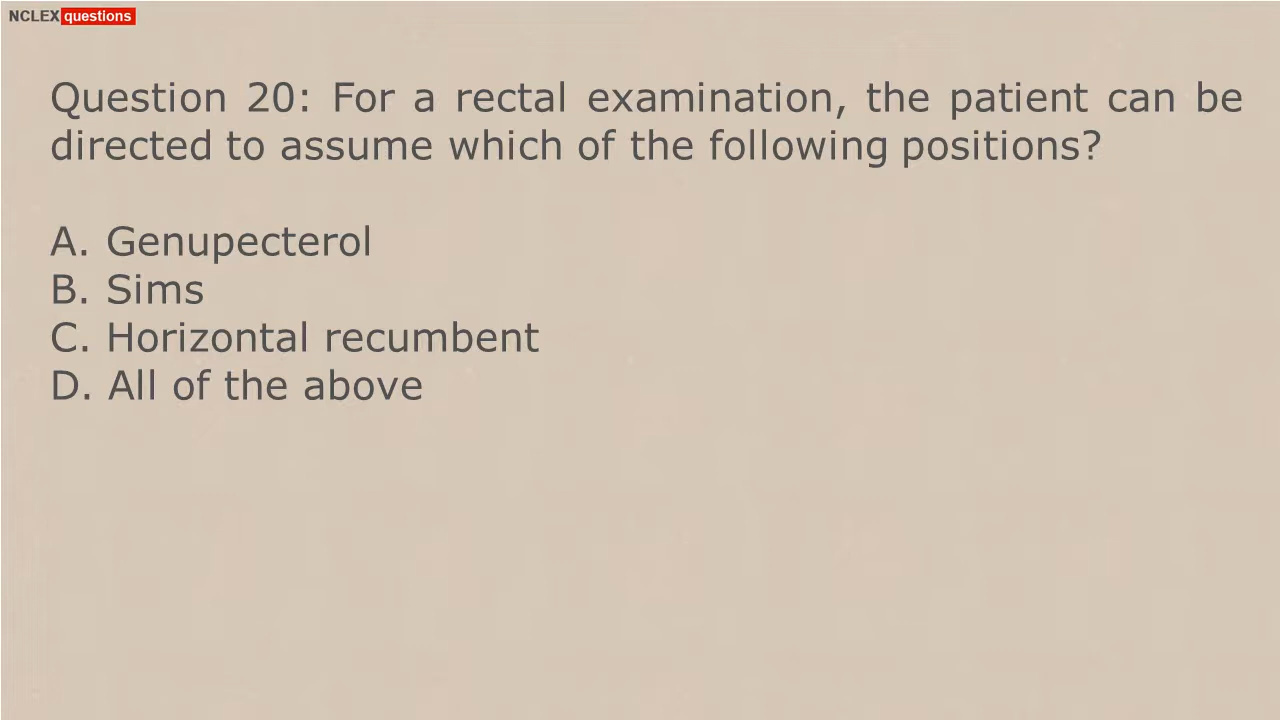 NCLEX questions
Question 20: For a rectal examination, the patient can be
directed to assume which of the following positions?
A. Genupecterol
B. Sims
C. Horizontal recumbent
D. All of the above